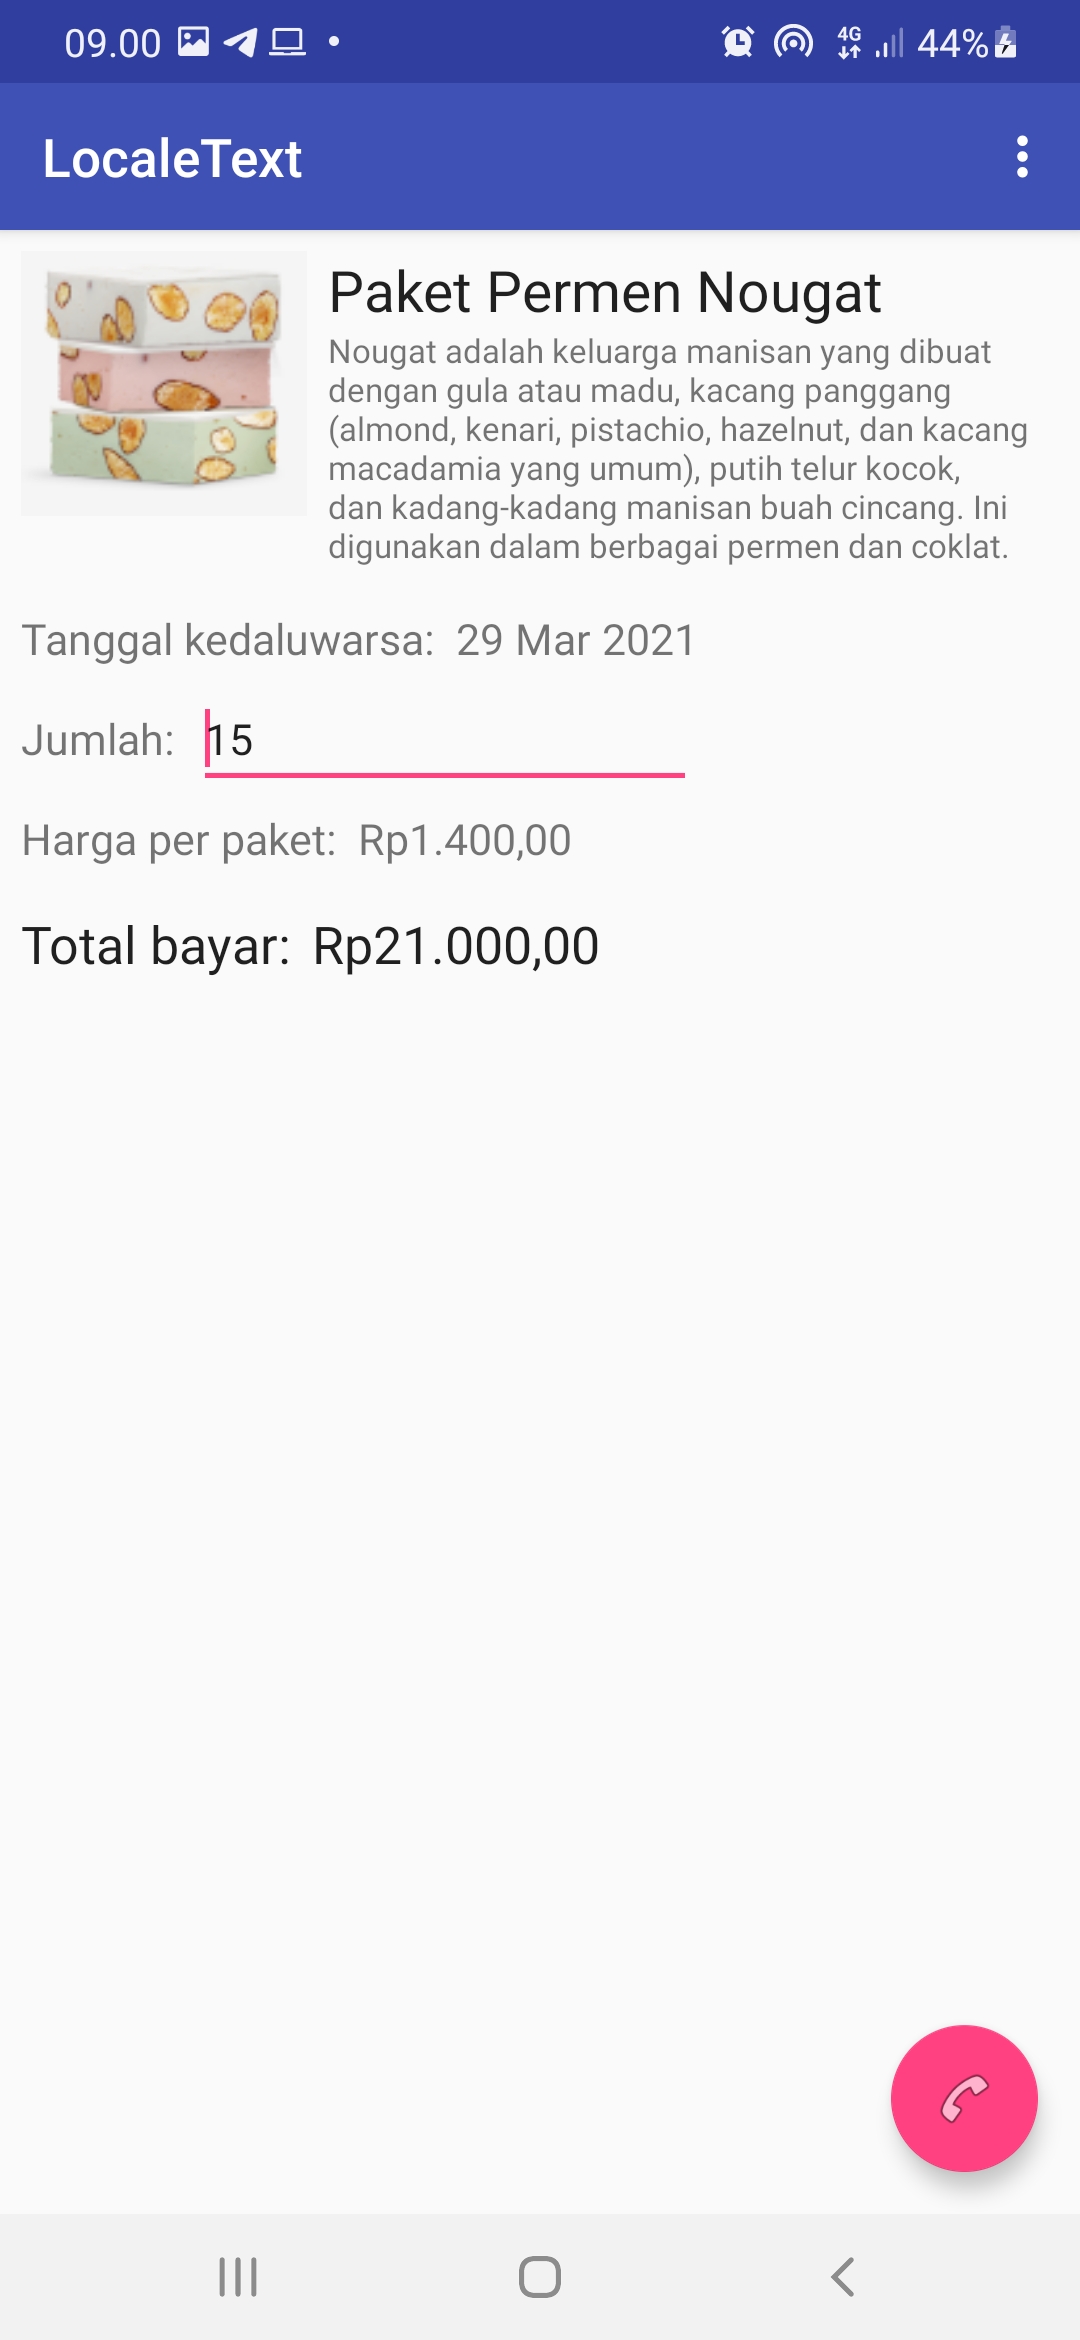 09.00
4G
44%
LocaleText
Paket Permen Nougat
Nougat adalah keluarga manisan yang dibuat
dengan gula atau madu, kacang panggang
(almond, kenari, pistachio, hazelnut, dan kacang
macadamia yang umum), putih telur kocok,
dan kadang-kadang manisan buah cincang. Ini
digunakan dalam berbagai permen dan coklat.
Tanggal kedaluwarsa: 29 Mar 2021
Jumlah: 15
Harga per paket: Rp1.400,00
Total bayar: Rp21.000,00